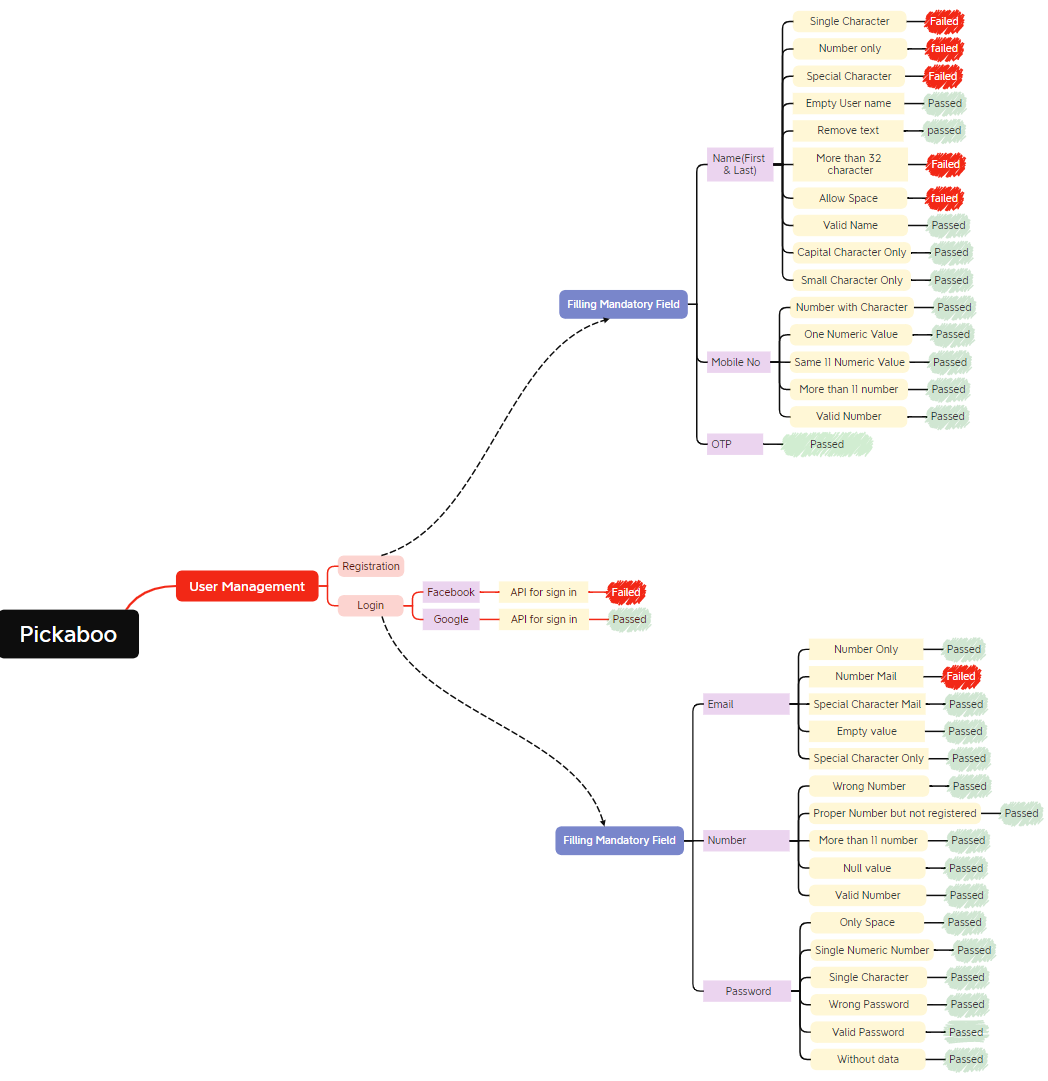 Single Character Failed
Number only failed
Special Character Failed
Empty User name Passed
Remove text passed
Name(First
& Last)
More than 32
character
Failed
Allow Space failed
Valid Name Passed
Capital Character Only Passed
Small Character Only Passed
Filling Mandatory Field
Number with Character Passed
One Numeric Value Passed
Mobile No
Same 11 Numeric Value Passed
More than 11 number Passed
Valid Number Passed
OTP Passed
Registration
User Management
Pickaboo
Login
Facebook API for sign in Failed
Google API for sign in Passed
Number Only Passed
Number Mail Failed
Email
Special Character Mail Passed
Empty value Passed
Special Character Only Passed
Wrong Number Passed
Proper Number but not registered Passed
Filling Mandatory Field
Number
More than 11 number Passed
Null value Passed
Valid Number Passed
Only Space Passed
Single Numeric Number Passed
Single Character Passed
Password
Wrong Password Passed
Valid Password Passed
Without data Passed